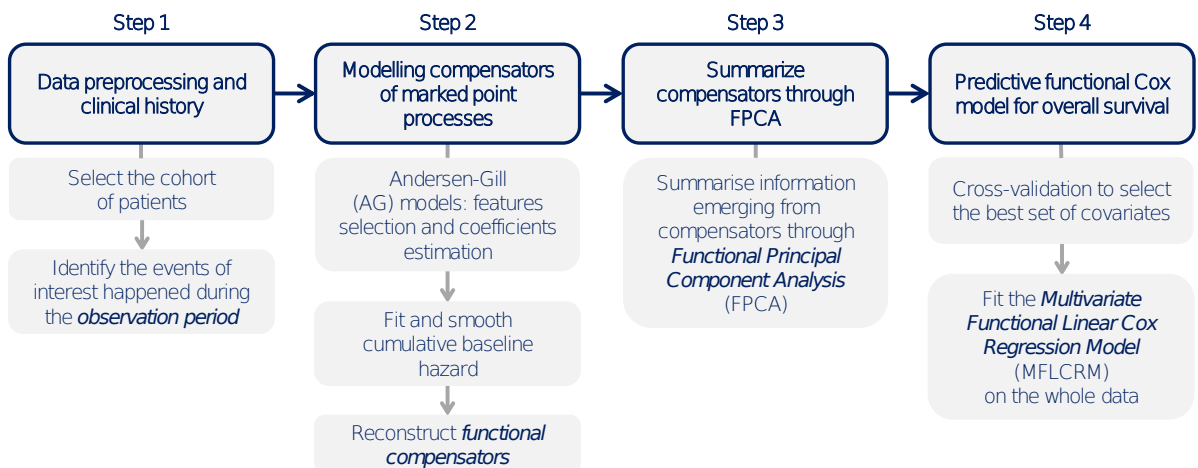 Step 1
Data preprocessing and
clinical history
Select the cohort
of patients
Identify the events of
interest happened during
the observation period
Step 2
Modelling compensators
of marked point
processes
Andersen-Gill
(AG) models: features
selection and coefficients
estimation
Fit and smooth
cumulative baseline
hazard
Reconstruct functional
compensators
Step 3
Summarize
compensators through
FPCA
Summarise information
emerging from
compensators through
Functional Principal
Component Analysis
(FPCA)
Step 4
Predictive functional Cox
model for overall survival
Cross-validation to select
the best set of covariates
Fit the Multivariate
Functional Linear Cox
Regression Model
(MFLCRM)
on the whole data